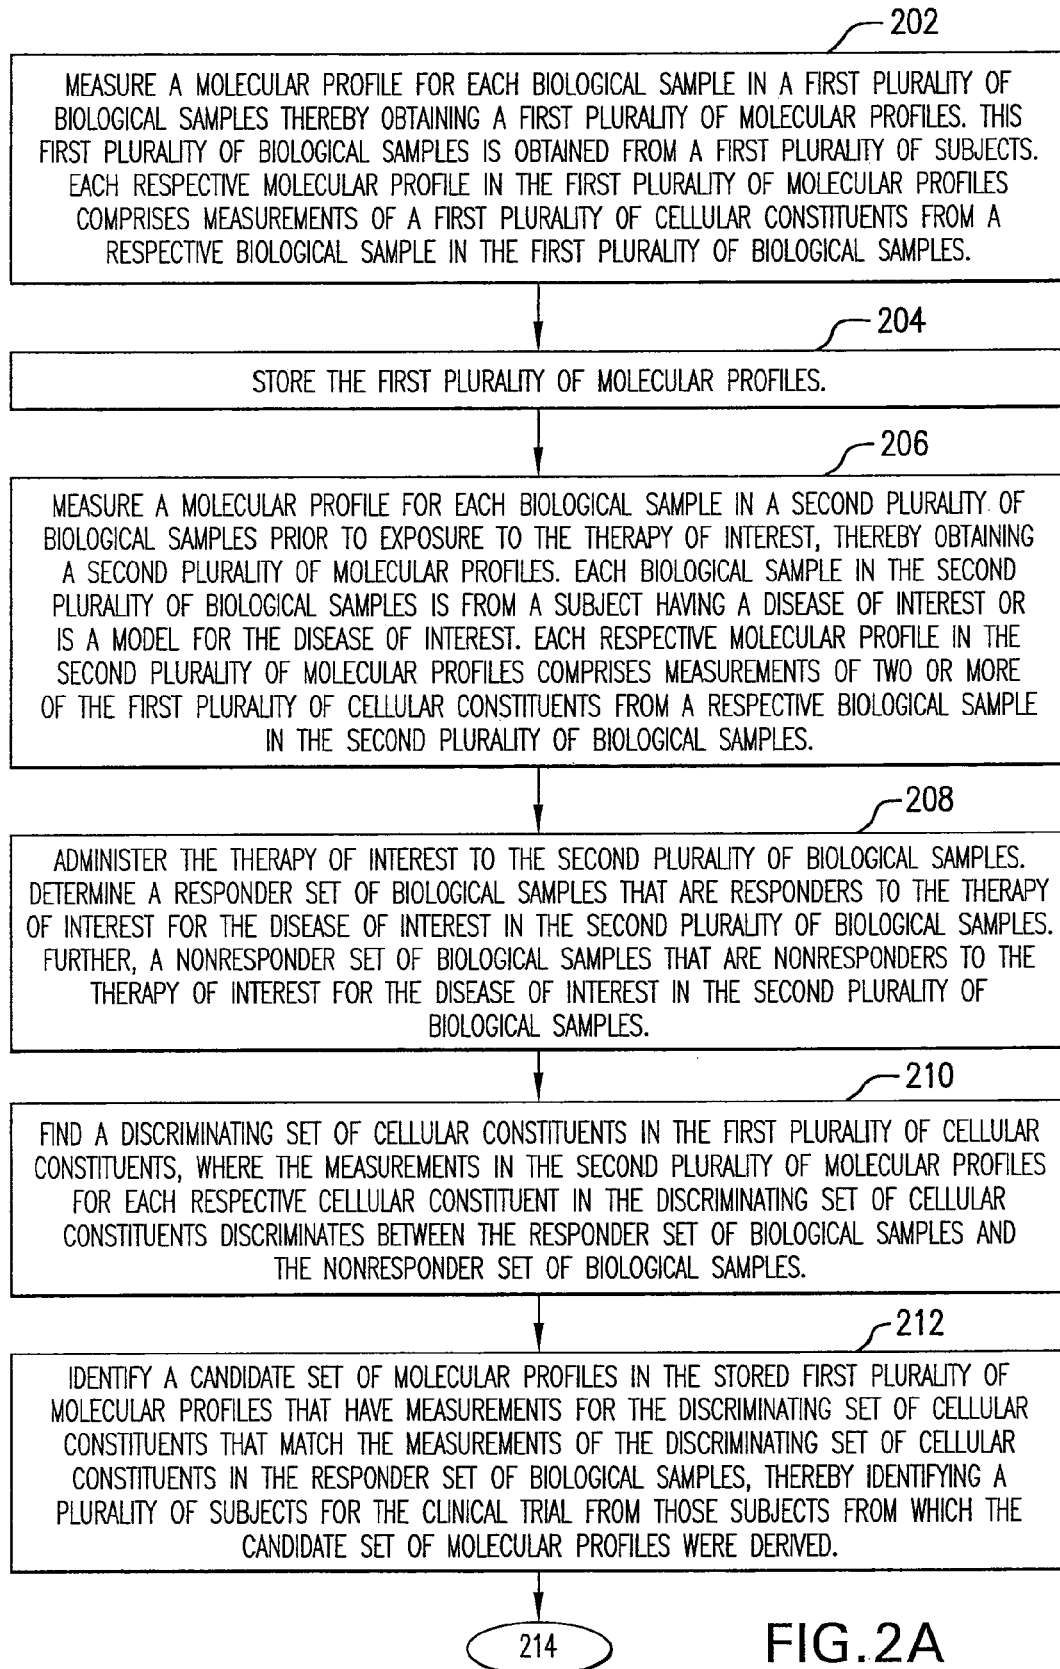 202
MEASURE A MOLECULAR PROFILE FOR EACH BIOLOGICAL SAMPLE IN A FIRST PLURALITY OF
BIOLOGICAL SAMPLES THEREBY OBTAINING A FIRST PLURALITY OF MOLECULAR PROFILES. THIS
FIRST PLURALITY OF BIOLOGICAL SAMPLES IS OBTAINED FROM A FIRST PLURALITY OF SUBJECTS.
EACH RESPECTIVE MOLECULAR PROFILE IN THE FIRST PLURALITY OF MOLECULAR PROFILES
COMPRISES MEASUREMENTS OF A FIRST PLURALITY OF CELLULAR CONSTITUENTS FROM A
RESPECTIVE BIOLOGICAL SAMPLE IN THE FIRST PLURALITY OF BIOLOGICAL SAMPLES.
204
STORE THE FIRST PLURALITY OF MOLECULAR PROFILES.
206
MEASURE A MOLECULAR PROFILE FOR EACH BIOLOGICAL SAMPLE IN A SECOND PLURALITY OF
BIOLOGICAL SAMPLES PRIOR TO EXPOSURE TO THE THERAPY OF INTEREST, THEREBY OBTAINING
A SECOND PLURALITY OF MOLECULAR PROFILES. EACH BIOLOGICAL SAMPLE IN THE SECOND
PLURALITY OF BIOLOGICAL SAMPLES IS FROM A SUBJECT HAVING A DISEASE OF INTEREST OR
IS A MODEL FOR THE DISEASE OF INTEREST. EACH RESPECTIVE MOLECULAR PROFILE IN THE
SECOND PLURALITY OF MOLECULAR PROFILES COMPRISES MEASUREMENTS OF TWO OR MORE
OF THE FIRST PLURALITY OF CELLULAR CONSTITUENTS FROM A RESPECTIVE BIOLOGICAL SAMPLE
IN THE SECOND PLURALITY OF BIOLOGICAL SAMPLES.
208
ADMINISTER THE THERAPY OF INTEREST TO THE SECOND PLURALITY OF BIOLOGICAL SAMPLES.
DETERMINE A RESPONDER SET OF BIOLOGICAL SAMPLES THAT ARE RESPONDERS TO THE THERAPY
OF INTEREST FOR THE DISEASE OF INTEREST IN THE SECOND PLURALITY OF BIOLOGICAL SAMPLES.
FURTHER, A NONRESPONDER SET OF BIOLOGICAL SAMPLES THAT ARE NONRESPONDERS TO THE
THERAPY OF INTEREST FOR THE DISEASE OF INTEREST IN THE SECOND PLURALITY OF
BIOLOGICAL SAMPLES.
210
FIND A DISCRIMINATING SET OF CELLULAR CONSTITUENTS IN THE FIRST PLURALITY OF CELLULAR
CONSTITUENTS, WHERE THE MEASUREMENTS IN THE SECOND PLURALITY OF MOLECULAR PROFILES
FOR EACH RESPECTIVE CELLULAR CONSTITUENT IN THE DISCRIMINATING SET OF CELLULAR
CONSTITUENTS DISCRIMINATES BETWEEN THE RESPONDER SET OF BIOLOGICAL SAMPLES AND
THE NONRESPONDER SET OF BIOLOGICAL SAMPLES.
212
IDENTIFY A CANDIDATE SET OF MOLECULAR PROFILES IN THE STORED FIRST PLURALITY OF
MOLECULAR PROFILES THAT HAVE MEASUREMENTS FOR THE DISCRIMINATING SET OF CELLULAR
CONSTITUENTS THAT MATCH THE MEASUREMENTS OF THE DISCRIMINATING SET OF CELLULAR
CONSTITUENTS IN THE RESPONDER SET OF BIOLOGICAL SAMPLES, THEREBY IDENTIFYING A
PLURALITY OF SUBJECTS FOR THE CLINICAL TRIAL FROM THOSE SUBJECTS FROM WHICH THE
CANDIDATE SET OF MOLECULAR PROFILES WERE DERIVED.
214
FIG.2A